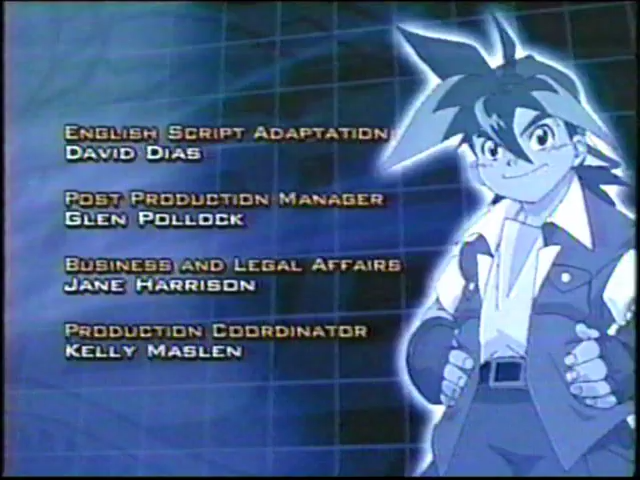 English Script Adaptation
David Dias
Post Production Manager
Glen Pollock
Business and Legal Affairs
Jane Harrison
Production Coordinator
Kelly Maslen